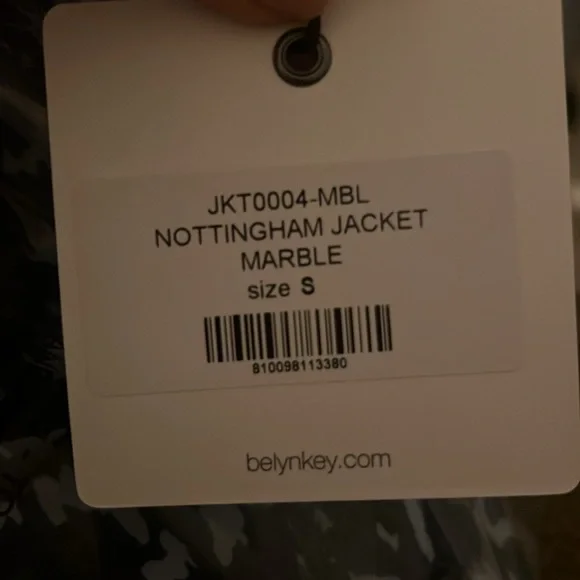 JKT0004-MBL
NOTTINGHAM JACKET
MARBLE
size S
810098113380
belynkey.com